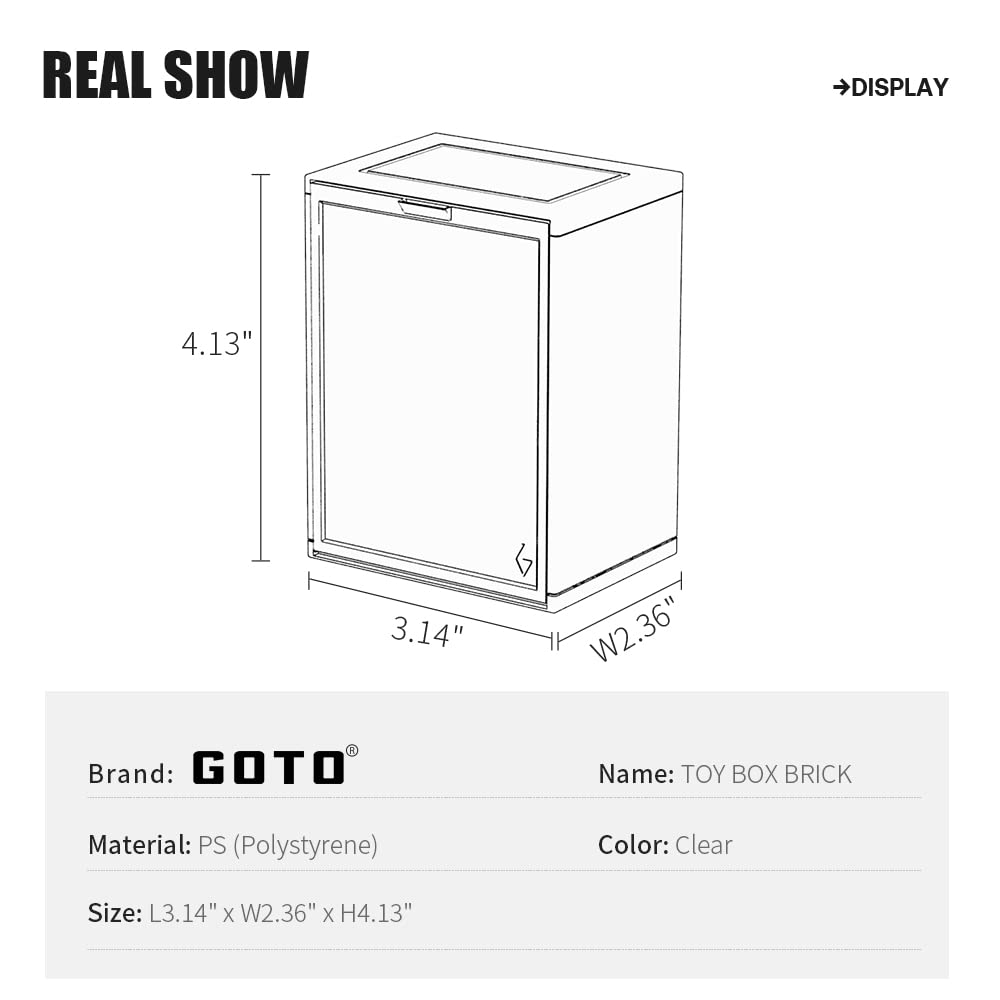 REAL SHOW
→DISPLAY
4.13"
3.14"
W2.36"
Brand: GOTO®
Name: TOY BOX BRICK
Material: PS (Polystyrene)
Color: Clear
Size: L3.14" x W2.36" x H4.13"